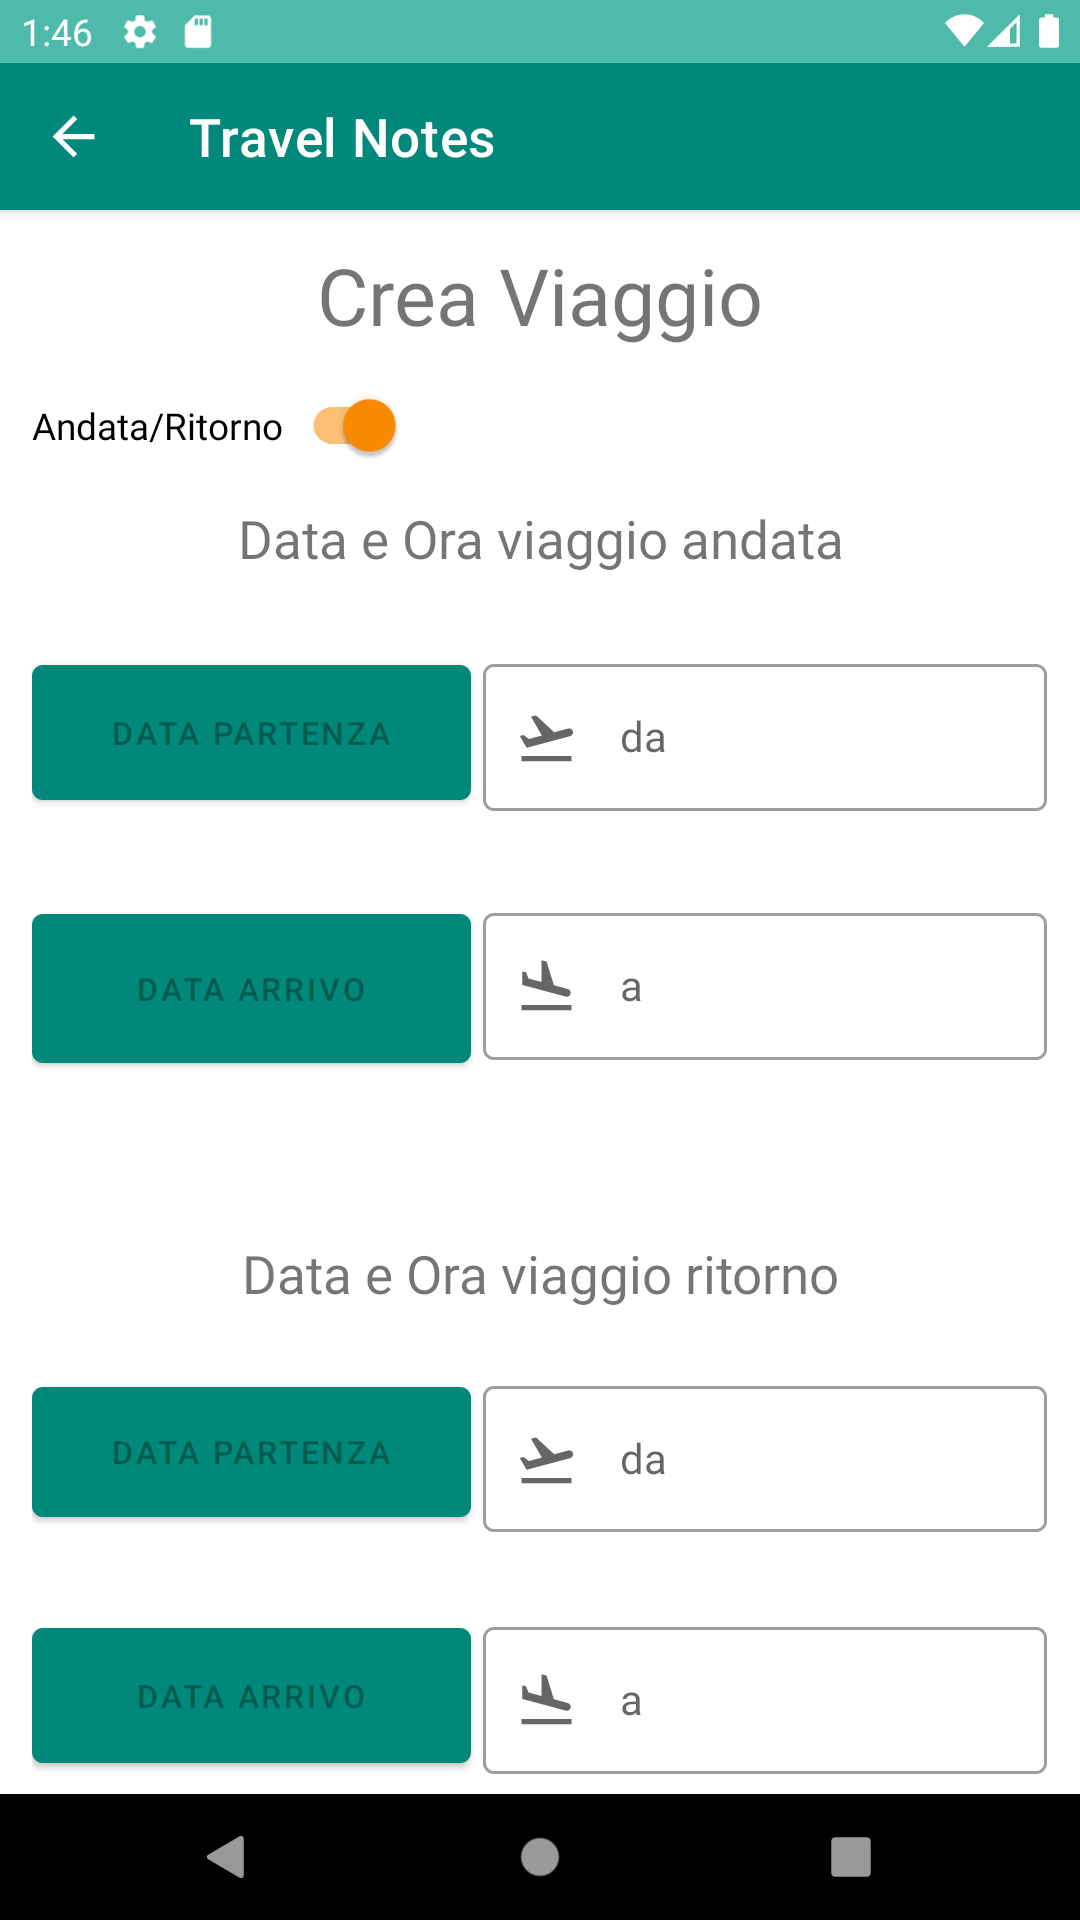 1:46
Travel Notes
Crea Viaggio
Andata/Ritorno
Data e Ora viaggio andata
DATA PARTENZA
da
DATA ARRIVO
a
Data e Ora viaggio ritorno
DATA PARTENZA
da
DATA ARRIVO
a